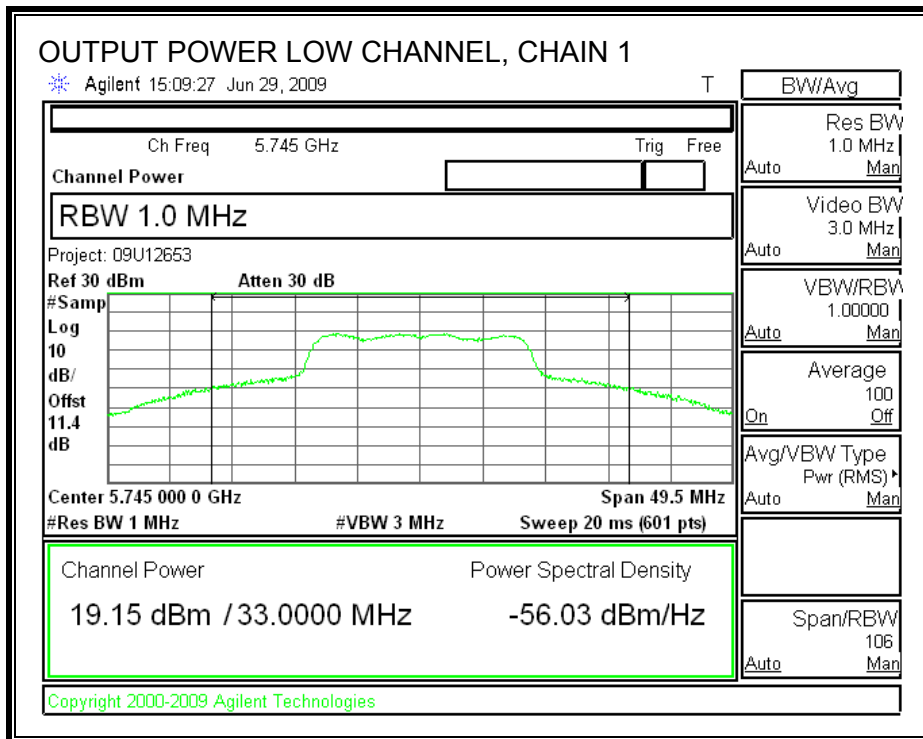 OUTPUT POWER LOW CHANNEL, CHAIN 1
Agilent 15:09:27 Jun 29, 2009 T
BW/Avg
Ch Freq 5.745 GHz Trig Free
Channel Power
RBW 1.0 MHz
Project: 09U12653
Ref 30 dBm Atten 30 dB
#Samp
Log
10
dB/
Offst
11.4
dB
Center 5.745 000 0 GHz Span 49.5 MHz
#Res BW 1 MHz #VBW 3 MHz Sweep 20 ms (601 pts)
Channel Power Power Spectral Density
19.15 dBm / 33.0000 MHz -56.03 dBm/Hz
Copyright 2000-2009 Agilent Technologies
Res BW
1.0 MHz
Auto Man
Video BW
3.0 MHz
Auto Man
VBW/RBW
1.00000
Auto Man
Average
100
On Off
Avg/VBW Type
Pwr (RMS)
Auto Man
Span/RBW
106
Auto Man